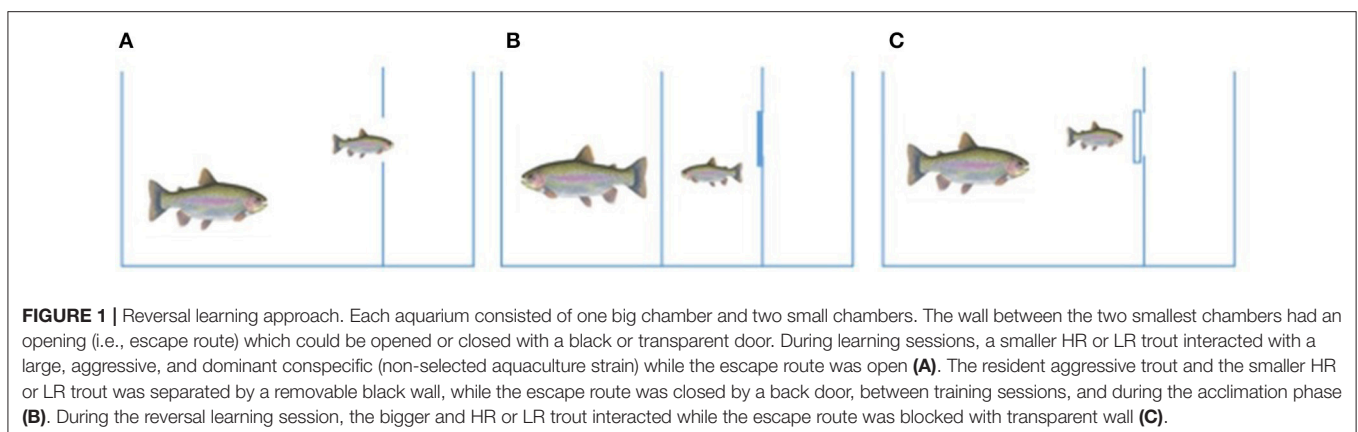 A
B
C
FIGURE 1 | Reversal learning approach. Each aquarium consisted of one big chamber and two small chambers. The wall between the two smallest chambers had an
opening (i.e., escape route) which could be opened or closed with a black or transparent door. During learning sessions, a smaller HR or LR trout interacted with a
large, aggressive, and dominant conspecific (non-selected aquaculture strain) while the escape route was open (A). The resident aggressive trout and the smaller HR
or LR trout was separated by a removable black wall, while the escape route was closed by a back door, between training sessions, and during the acclimation phase
(B). During the reversal learning session, the bigger and HR or LR trout interacted while the escape route was blocked with transparent wall (C).